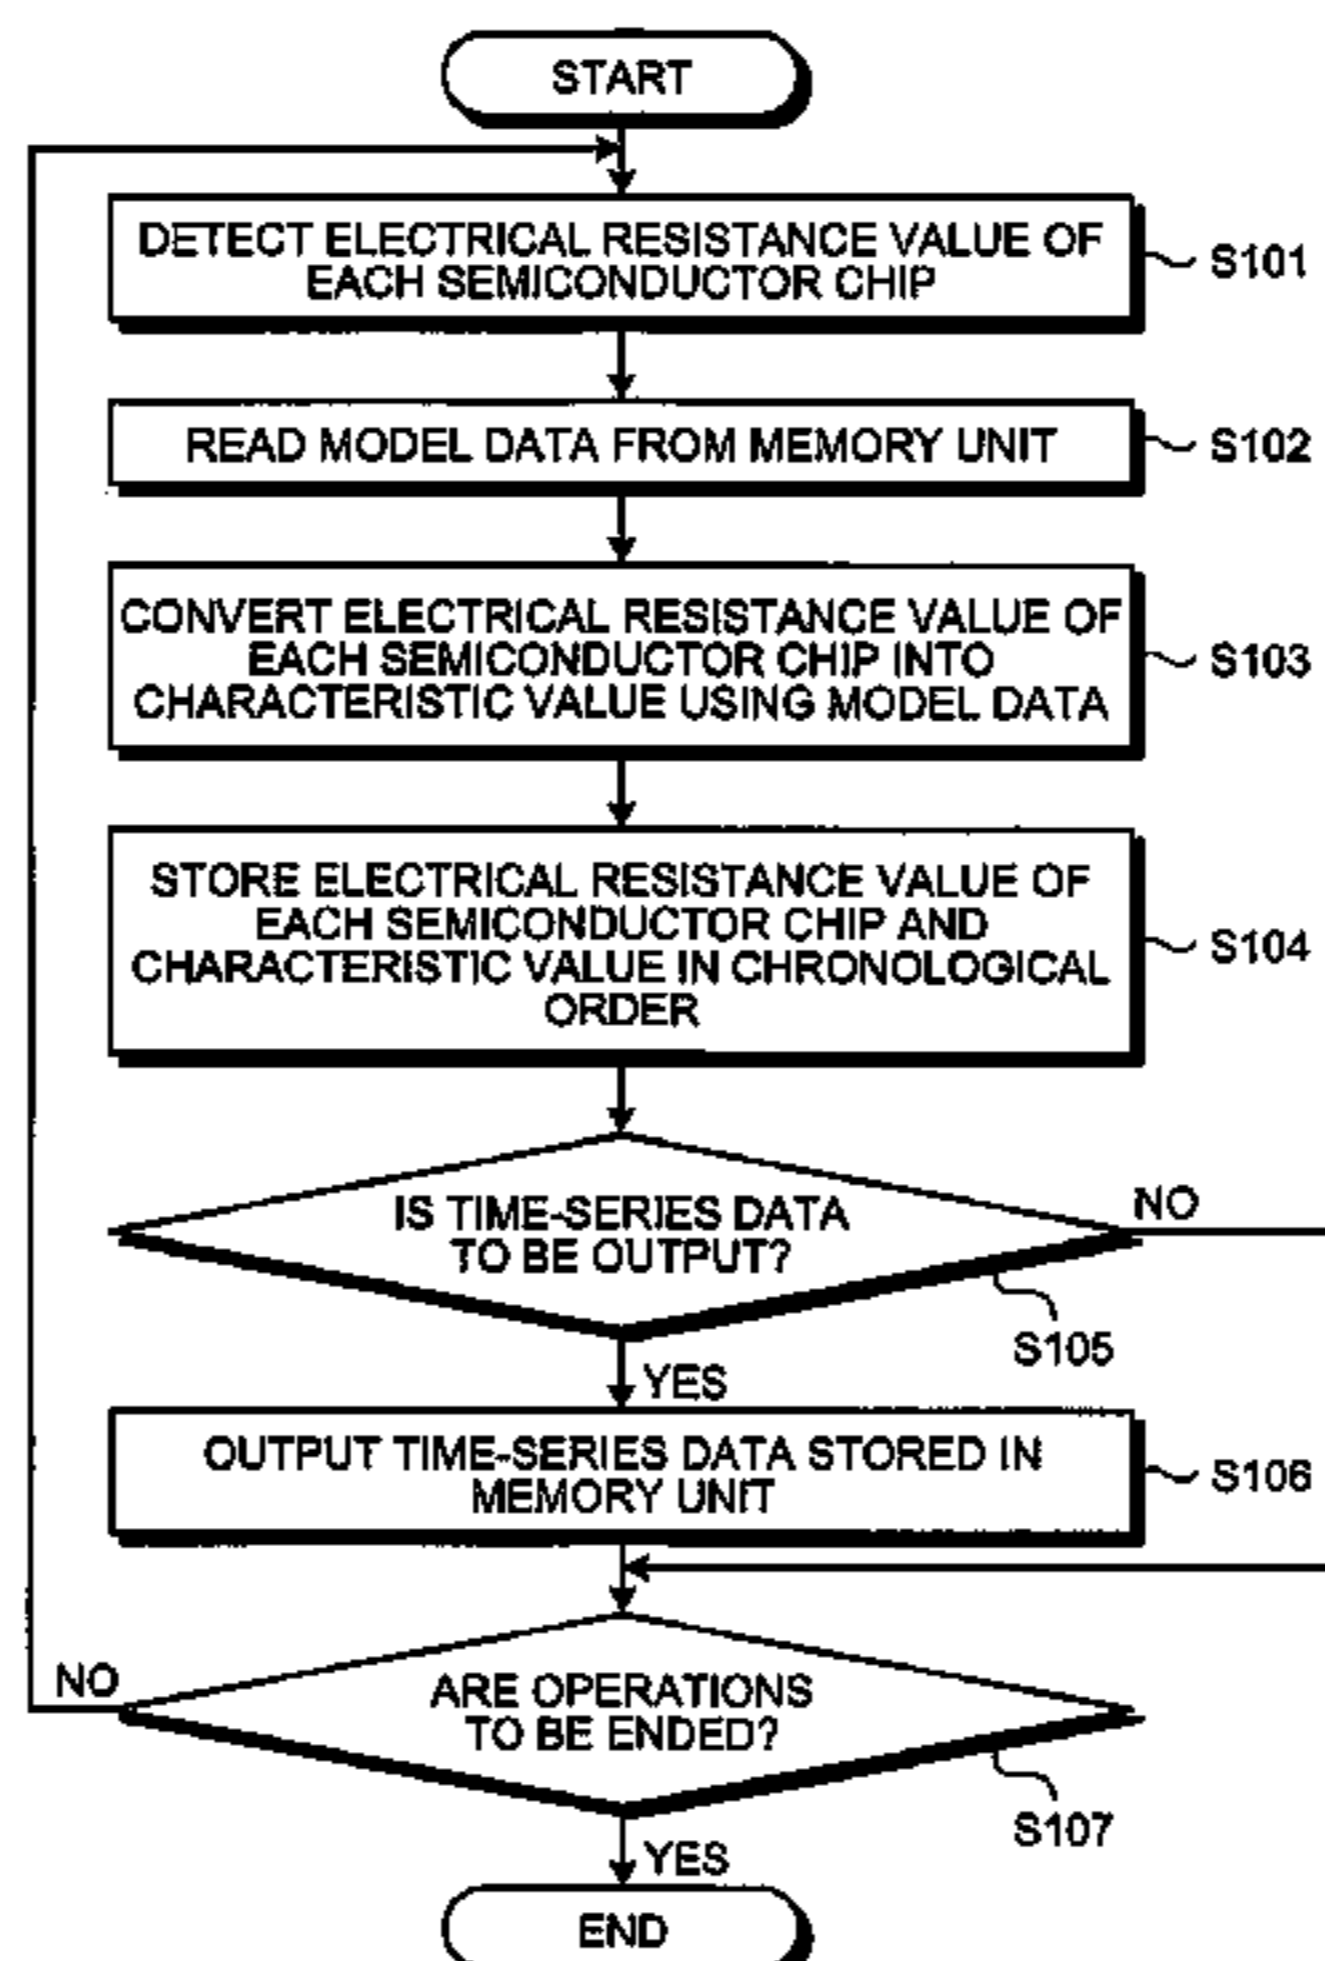 START
DETECT ELECTRICAL RESISTANCE VALUE OF
EACH SEMICONDUCTOR CHIP
S101
READ MODEL DATA FROM MEMORY UNIT
S102
CONVERT ELECTRICAL RESISTANCE VALUE OF
EACH SEMICONDUCTOR CHIP INTO
CHARACTERISTIC VALUE USING MODEL DATA
S103
STORE ELECTRICAL RESISTANCE VALUE OF
EACH SEMICONDUCTOR CHIP AND
CHARACTERISTIC VALUE IN CHRONOLOGICAL
ORDER
S104
IS TIME-SERIES DATA
TO BE OUTPUT?
NO
S105
YES
OUTPUT TIME-SERIES DATA STORED IN
MEMORY UNIT
S106
NO
ARE OPERATIONS
TO BE ENDED?
S107
YES
END